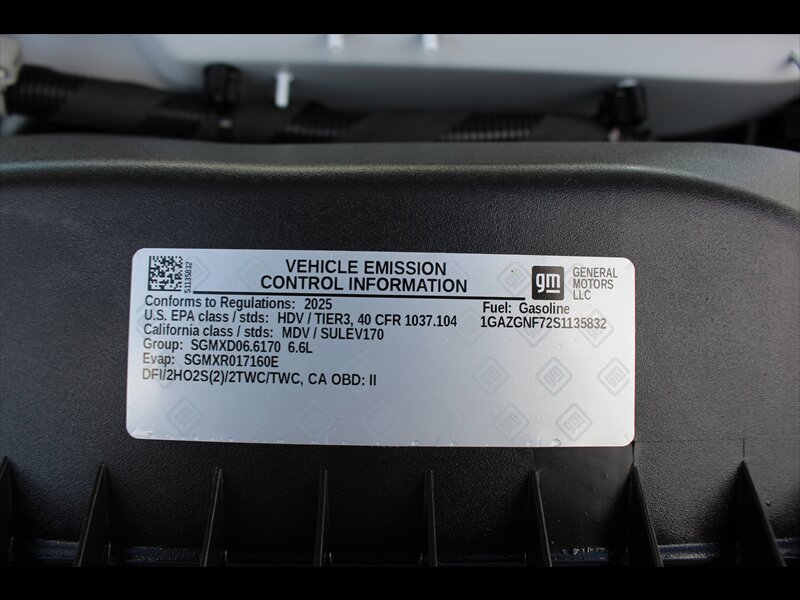 VEHICLE EMISSION
CONTROL INFORMATION
S1135832
gm
GENERAL
MOTORS
LLC
Conforms to Regulations: 2025
Fuel: Gasoline
U.S. EPA class / stds: HDV / TIER3, 40 CFR 1037.104
1GAZGNF72S1135832
California class / stds: MDV / SULEV170
Group: SGMXD06.6170 6.6L
Evap: SGMXR017160E
DFI/2HO2S(2)/2TWC/TWC, CA OBD: II